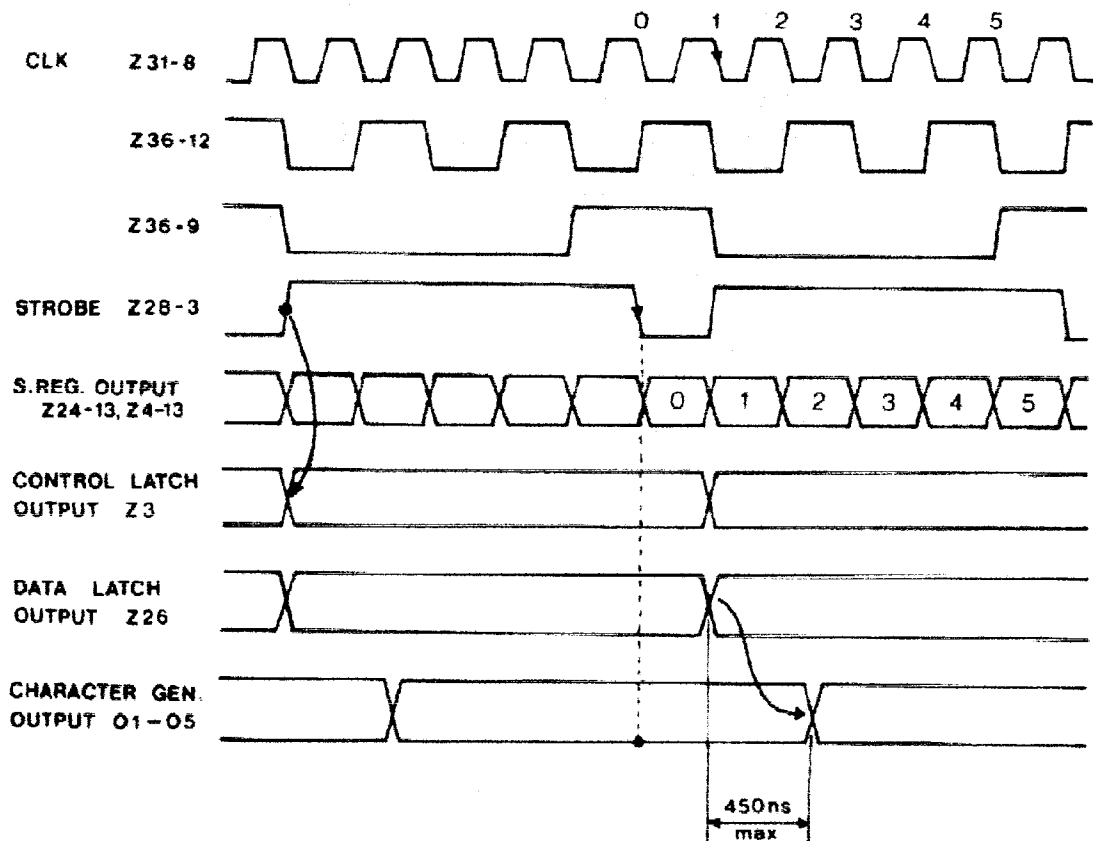 0 1 2 3 4 5
CLK Z31-8
Z36-12
Z36-9
STROBE Z28-3
S.REG. OUTPUT
Z24-13, Z4-13
0 1 2 3 4 5
CONTROL LATCH
OUTPUT Z3
DATA LATCH
OUTPUT Z26
CHARACTER GEN.
OUTPUT O1-O5
450ns
max